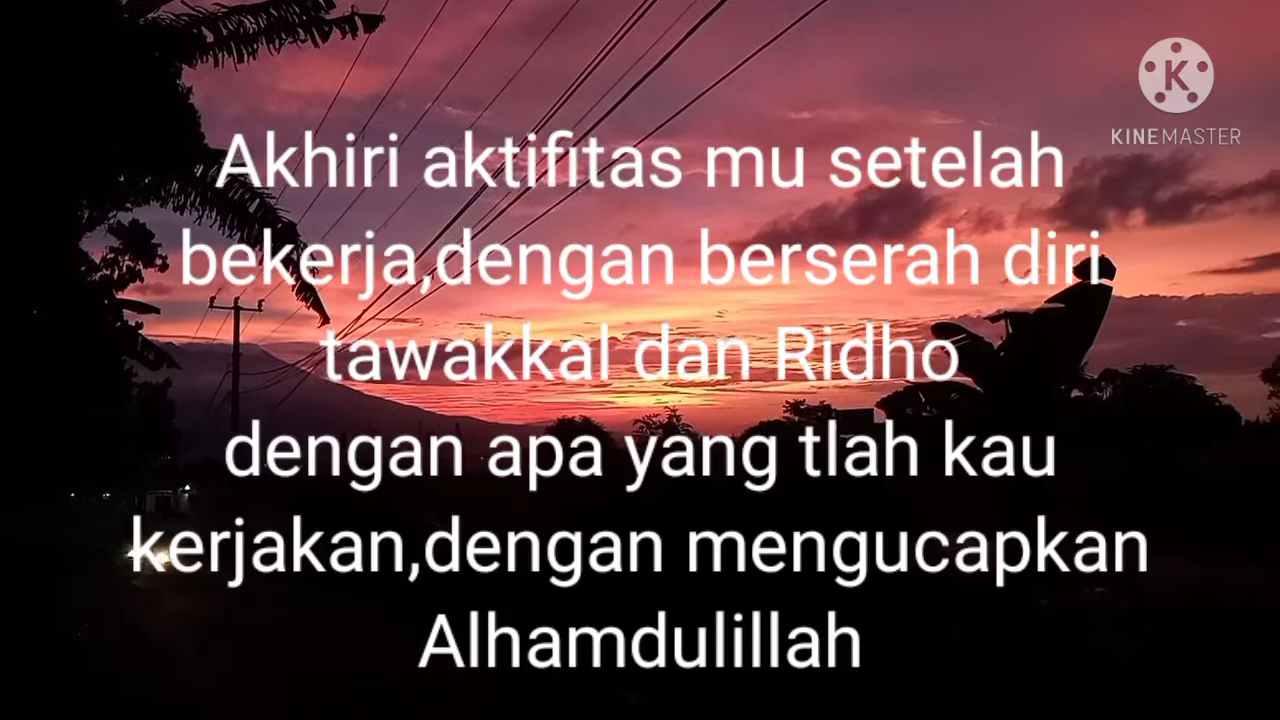 KINEMASTER
Akhiri aktifitas mu setelah
bekerja,dengan berserah diri
tawakkal dan Ridho
dengan apa yang tlah kau
kerjakan,dengan mengucapkan
Alhamdulillah